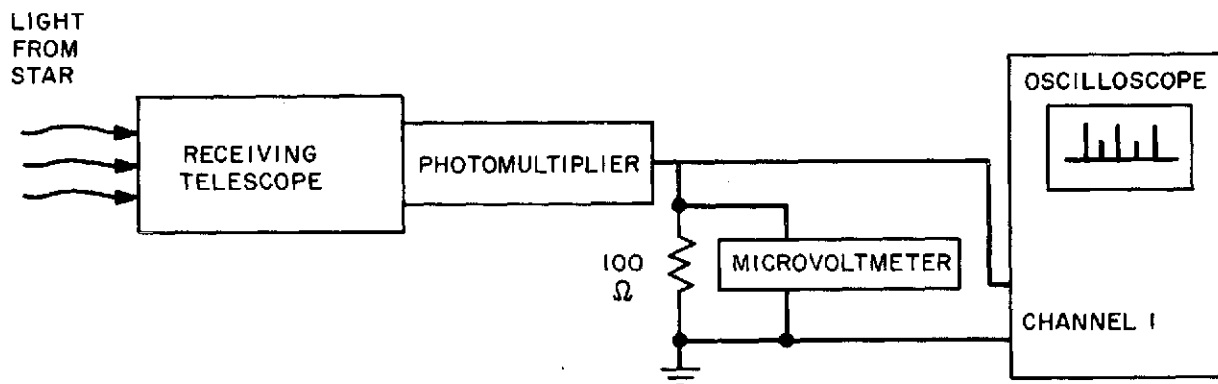 LIGHT
FROM
STAR
RECEIVING
TELESCOPE
PHOTOMULTIPLIER
100
Ω
MICROVOLTMETER
OSCILLOSCOPE
CHANNEL 1